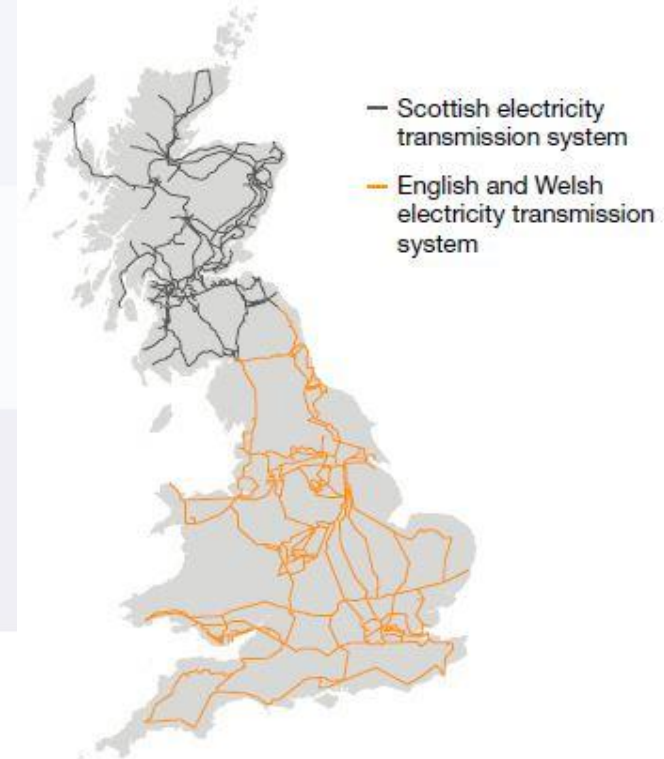 Scottish electricity
transmission system
English and Welsh
electricity transmission
system